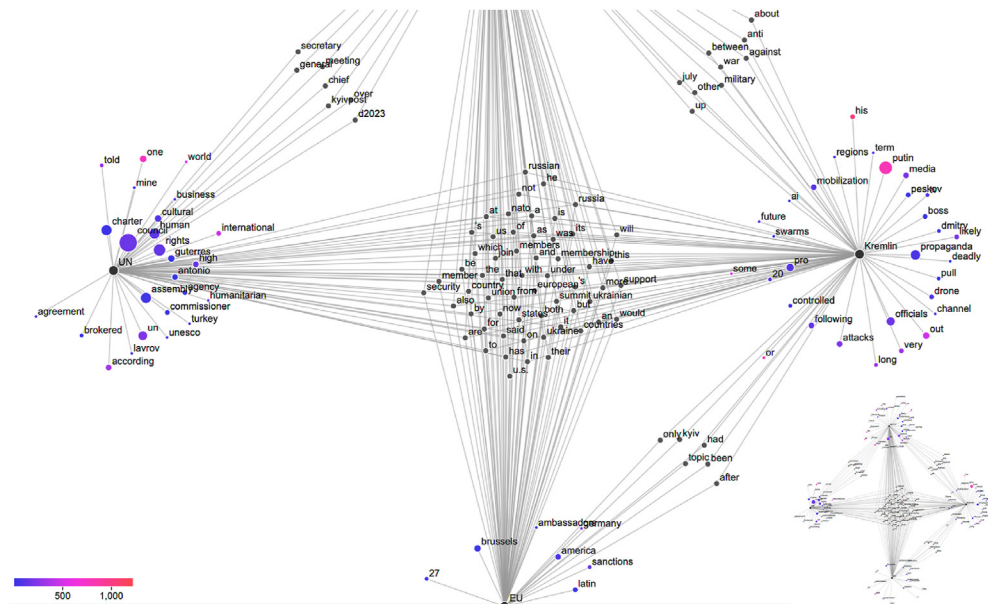 about
anti
between
against
war
military
july
other
up
secretary
meeting
general
chief
over
kyivpost
d2023
his
term
regions
putin
media
mobilization
peskov
ai
boss
future
dmitry
likely
swarms
propaganda
deadly
Kremlin
pro
some
20
pull
drone
controlled
channel
following
officials
attacks
out
very
or
long
told
one
world
mine
business
cultural
charter
human
council
international
rights
guterres
high
UN
antonio
agency
assembly
humanitarian
commissioner
agreement
turkey
brokered
un
unesco
lavrov
according
russian
he
not
russia
at
nato
a
is
's
us
of
as
its
was
will
which
bin
members
and
membership
this
be
have
member
the
that
with
under
security
country
european
's
more
support
union
from
summit
ukrainian
also
by
now
states
both
but
an
would
for
it
are
said
on
ukraine
countries
to
has
in
their
u.s.
only
kyiv
had
topic
been
after
ambassadors
germany
brussels
america
sanctions
27
latin
EU
500
1,000